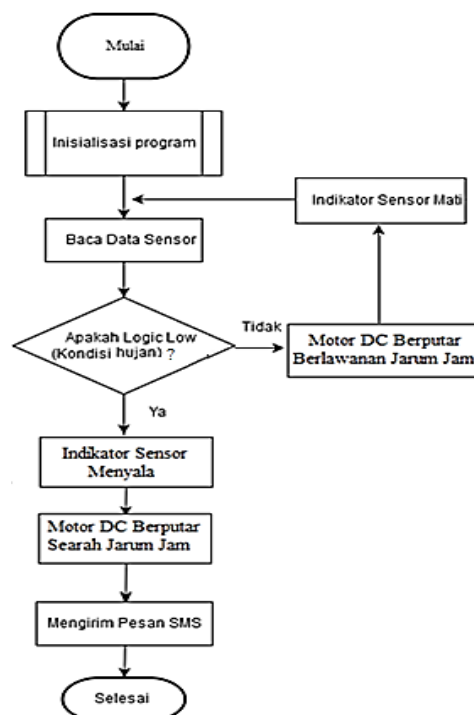 Mulai
Inisialisasi program
Indikator Sensor Mati
Baca Data Sensor
Apakah Logic Low
(Kondisi hujan) ?
Tidak
Motor DC Berputar
Berlawanan Jarum Jam
Ya
Indikator Sensor
Menyala
Motor DC Berputar
Searah Jarum Jam
Mengirim Pesan SMS
Selesai